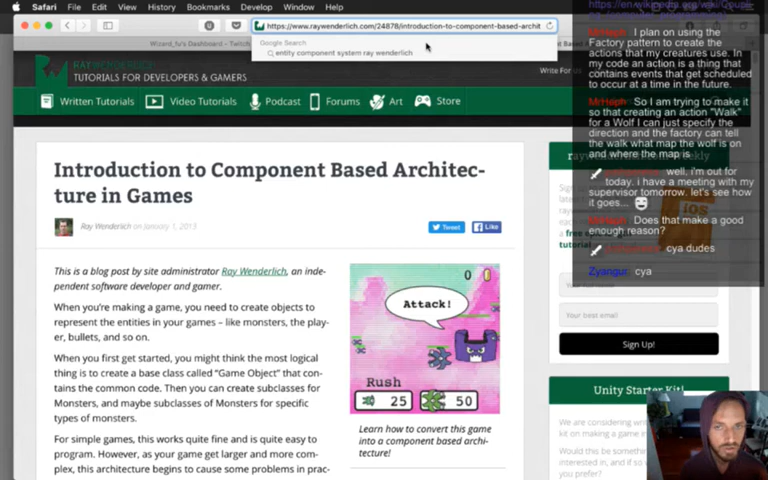 Safari File Edit View History Bookmarks Develop Window Help
https://www.raywenderlich.com/24878/introduction-to-component-based-archit
Google Search
entity component system ray wenderlich
Wizard_fu's Dashboard - Twitch
RAYWENDERLICH
TUTORIALS FOR DEVELOPERS & GAMERS
Write For
Written Tutorials Video Tutorials Podcast Forums Art Store
Introduction to Component Based Architec-
ture in Games
Ray Wenderlich on January 1, 2013
Tweet Like
This is a blog post by site administrator Ray Wenderlich, an inde-
pendent software developer and gamer.
When you're making a game, you need to create objects to
represent the entities in your games – like monsters, the play-
er, bullets, and so on.
When you first get started, you might think the most logical
thing is to create a base class called "Game Object" that con-
tains the common code. Then you can create subclasses for
Monsters, and maybe subclasses of Monsters for specific
types of monsters.
For simple games, this works quite fine and is quite easy to
program. However, as your game get larger and more com-
plex, this architecture begins to cause some problems in prac-
0
Attack!
Rush
25 50
Learn how to convert this game
into a component based archi-
tecture!
MrHeph I plan on using the
Factory pattern to create the
actions that my creatures use. In
my code an action is a thing that
contains events that get scheduled
to occur at a time in the future.
MrHeph So I am trying to make it
so that creating an action "Walk"
for a Wolf I can just specify the
direction and the factory can tell
the walk what map the wolf is on
and where the map is
well, i'm out for
today. i have a meeting with my
supervisor tomorrow. let's see how
it goes...
MrHeph Does that make a good
enough reason?
cya dudes
Zyangur cya
iOS
Your best email
Sign Up!
Unity Starter Kit!
We are considering
kit on making a game in
Would this be something
interested in, and if so
you prefer?